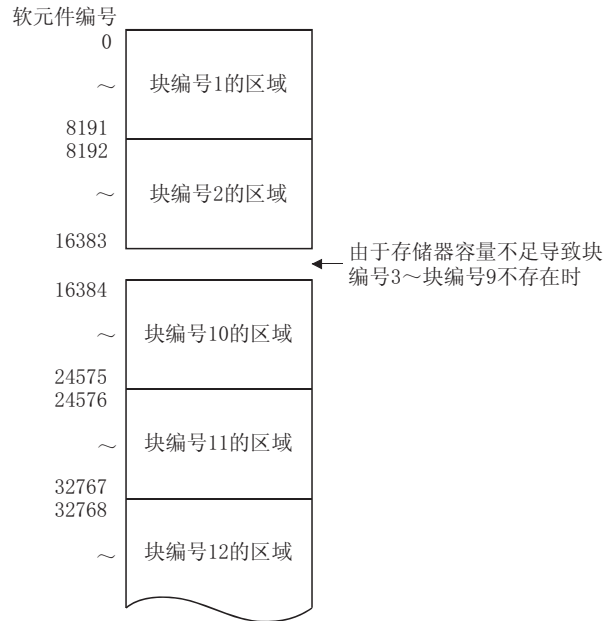 软元件编号
0
～
块编号1的区域
8191
8192
～
块编号2的区域
16383
由于存储器容量不足导致块
编号3～块编号9不存在时
16384
～
块编号10的区域
24575
24576
～
块编号11的区域
32767
32768
～
块编号12的区域